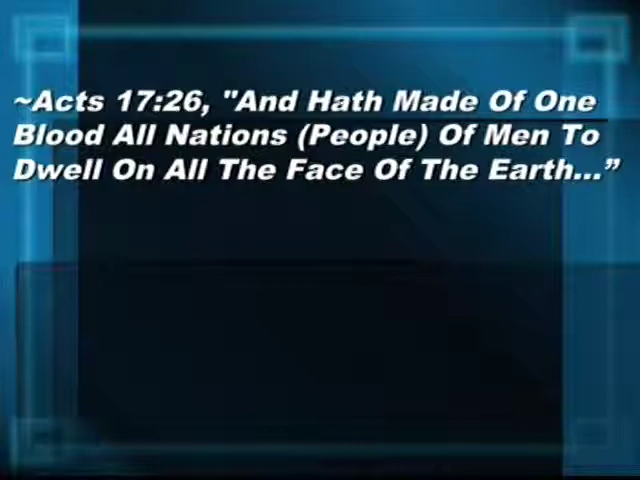 ~Acts 17:26, "And Hath Made Of One
Blood All Nations (People) Of Men To
Dwell On All The Face Of The Earth...”